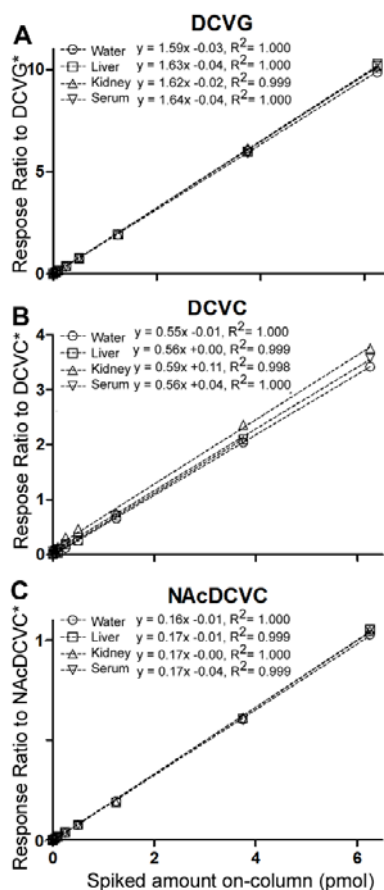 A DCVG
Respose Ratio to DCVG*
10
5
0
Water y = 1.59x -0.03, R2= 1.000
Liver y = 1.63x -0.04, R2= 1.000
Kidney y = 1.62x -0.02, R2= 0.999
Serum y = 1.64x -0.04, R2= 1.000
B DCVC
Response Ratio to DCVC*
4
3
2
1
0
Water y = 0.55x -0.01, R2= 1.000
Liver y = 0.56x +0.00, R2= 0.999
Kidney y = 0.59x +0.11, R2= 0.998
Serum y = 0.56x +0.04, R2= 1.000
C NAcDCVC
Response Ratio to NAcDCVC*
1
0
Water y = 0.16x -0.01, R2= 1.000
Liver y = 0.17x -0.01, R2= 0.999
Kidney y = 0.17x -0.00, R2= 1.000
Serum y = 0.17x -0.04, R2= 0.999
0 2 4 6
Spiked amount on-column (pmol)